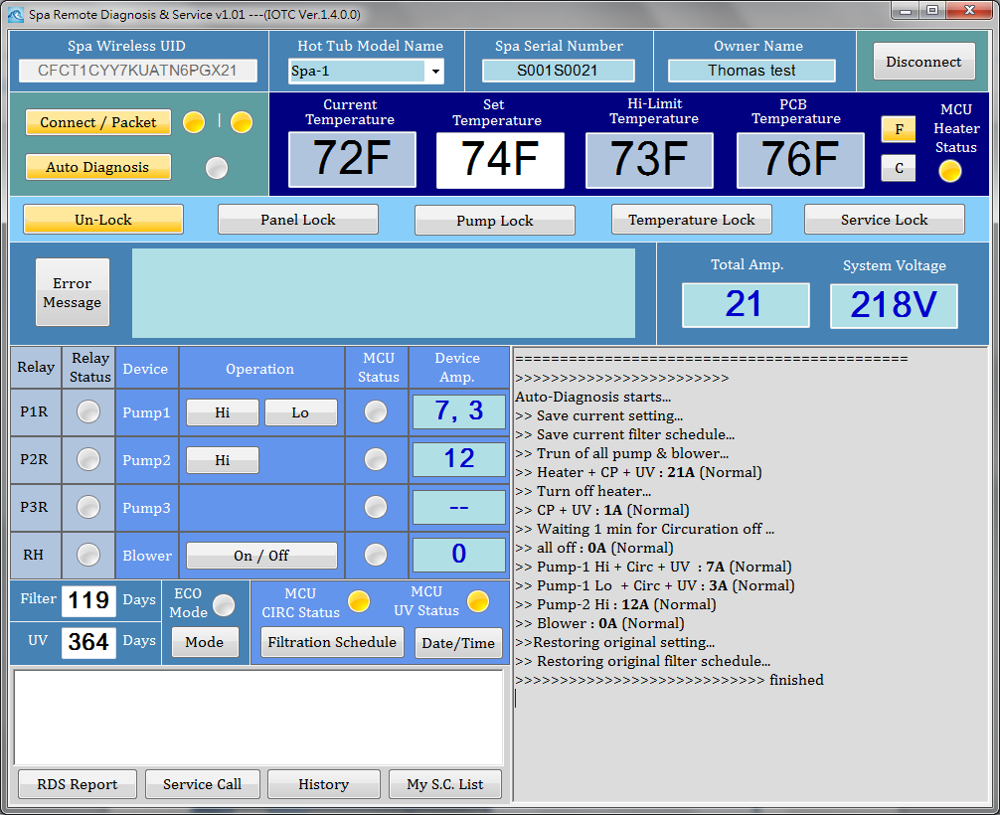 Spa Remote Diagnosis & Service v1.01 ---(IOTC Ver.1.4.0.0)
Spa Wireless UID
CFCT1CYY7KUATN6PGX21
Hot Tub Model Name
Spa-1
Spa Serial Number
S001S0021
Owner Name
Thomas test
Disconnect
Connect / Packet
|
Auto Diagnosis
Current
Temperature
72F
Set
Temperature
74F
Hi-Limit
Temperature
73F
PCB
Temperature
76F
F
C
MCU
Heater
Status
Un-Lock
Panel Lock
Pump Lock
Temperature Lock
Service Lock
Error
Message
Total Amp.
21
System Voltage
218V
Relay
Relay
Status
Device
Operation
MCU
Status
Device
Amp.
P1R
Pump1
Hi
Lo
7, 3
P2R
Pump2
Hi
12
P3R
Pump3
--
RH
Blower
On / Off
0
Filter
119
Days
UV
364
Days
ECO
Mode
Mode
MCU
CIRC Status
MCU
UV Status
Filtration Schedule
Date/Time
RDS Report
Service Call
History
My S.C. List
============================================
>>>>>>>>>>>>>>>>>>>>>>>>
Auto-Diagnosis starts...
>> Save current setting...
>> Save current filter schedule...
>> Trun of all pump & blower...
>> Heater + CP + UV : 21A (Normal)
>> Turn off heater...
>> CP + UV : 1A (Normal)
>> Waiting 1 min for Circuration off ...
>> all off : 0A (Normal)
>> Pump-1 Hi + Circ + UV  : 7A (Normal)
>> Pump-1 Lo  + Circ + UV : 3A (Normal)
>> Pump-2 Hi : 12A (Normal)
>> Blower : 0A (Normal)
>>Restoring original setting...
>> Restoring original filter schedule...
>>>>>>>>>>>>>>>>>>>>>>>>>>>> finished